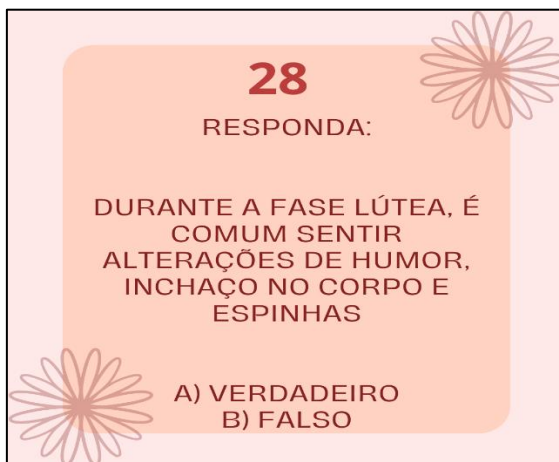 28
RESPONDA:
DURANTE A FASE LÚTEA, É
COMUM SENTIR
ALTERAÇÕES DE HUMOR,
INCHAÇO NO CORPO E
ESPINHAS
A) VERDADEIRO
B) FALSO